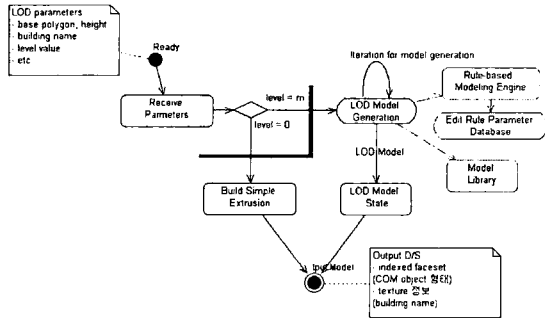 LOD parameters
· base polygon, height
· building name
· level value
· etc
Ready
Receive
Parmeters
level = m
level = 0
Iteration for model generation
LOD Model
Generation
Rule-based
Modeling Engine
Edit Rule Parameter
Database
Model
Library
LOD Model
Build Simple
Extrusion
LOD Model
State
Model
Output D/S
· indexed faceset
(COM object 형태)
· texture 정보
(building name)